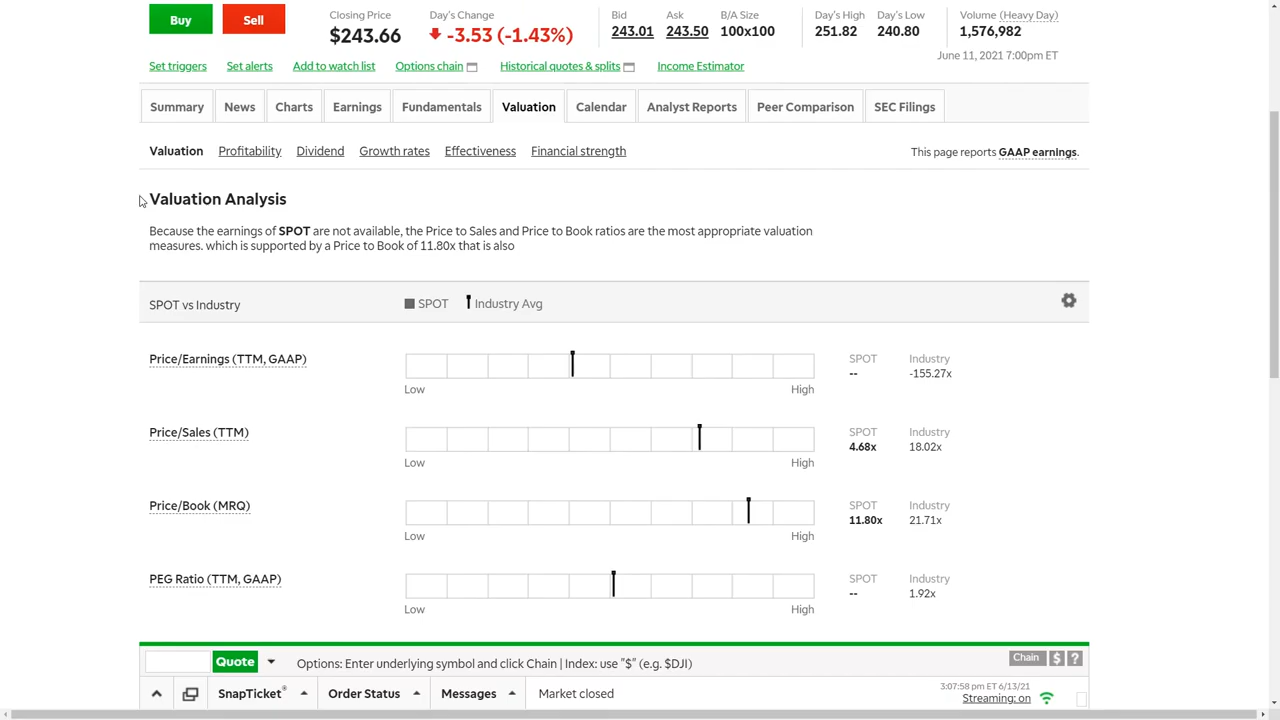 Buy Sell
Closing Price Day's Change Bid Ask B/A Size Day's High Day's Low Volume (Heavy Day)
$243.66 -3.53 (-1.43%) 243.01 243.50 100x100 251.82 240.80 1,576,982
June 11, 2021 7:00pm ET
Set triggers Set alerts Add to watch list Options chain Historical quotes & splits Income Estimator
Summary News Charts Earnings Fundamentals Valuation Calendar Analyst Reports Peer Comparison SEC Filings
Valuation Profitability Dividend Growth rates Effectiveness Financial strength This page reports GAAP earnings.
Valuation Analysis
Because the earnings of SPOT are not available, the Price to Sales and Price to Book ratios are the most appropriate valuation
measures. which is supported by a Price to Book of 11.80x that is also
SPOT vs Industry SPOT Industry Avg
Price/Earnings (TTM, GAAP) SPOT Industry
-- -155.27x
Low High
Price/Sales (TTM) SPOT Industry
4.68x 18.02x
Low High
Price/Book (MRQ) SPOT Industry
11.80x 21.71x
Low High
PEG Ratio (TTM, GAAP) SPOT Industry
-- 1.92x
Low High
Quote Options: Enter underlying symbol and click Chain | Index: use "$" (e.g. $DJI) Chain $ ?
SnapTicket® Order Status Messages Market closed 3:07:58 pm ET 6/13/21
Streaming: on